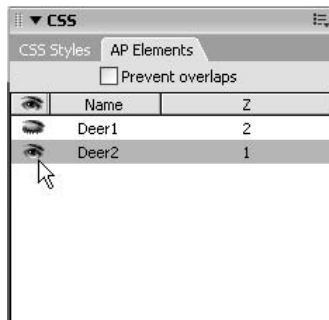 CSS
CSS Styles AP Elements
Prevent overlaps
Name Z
Deer1 2
Deer2 1